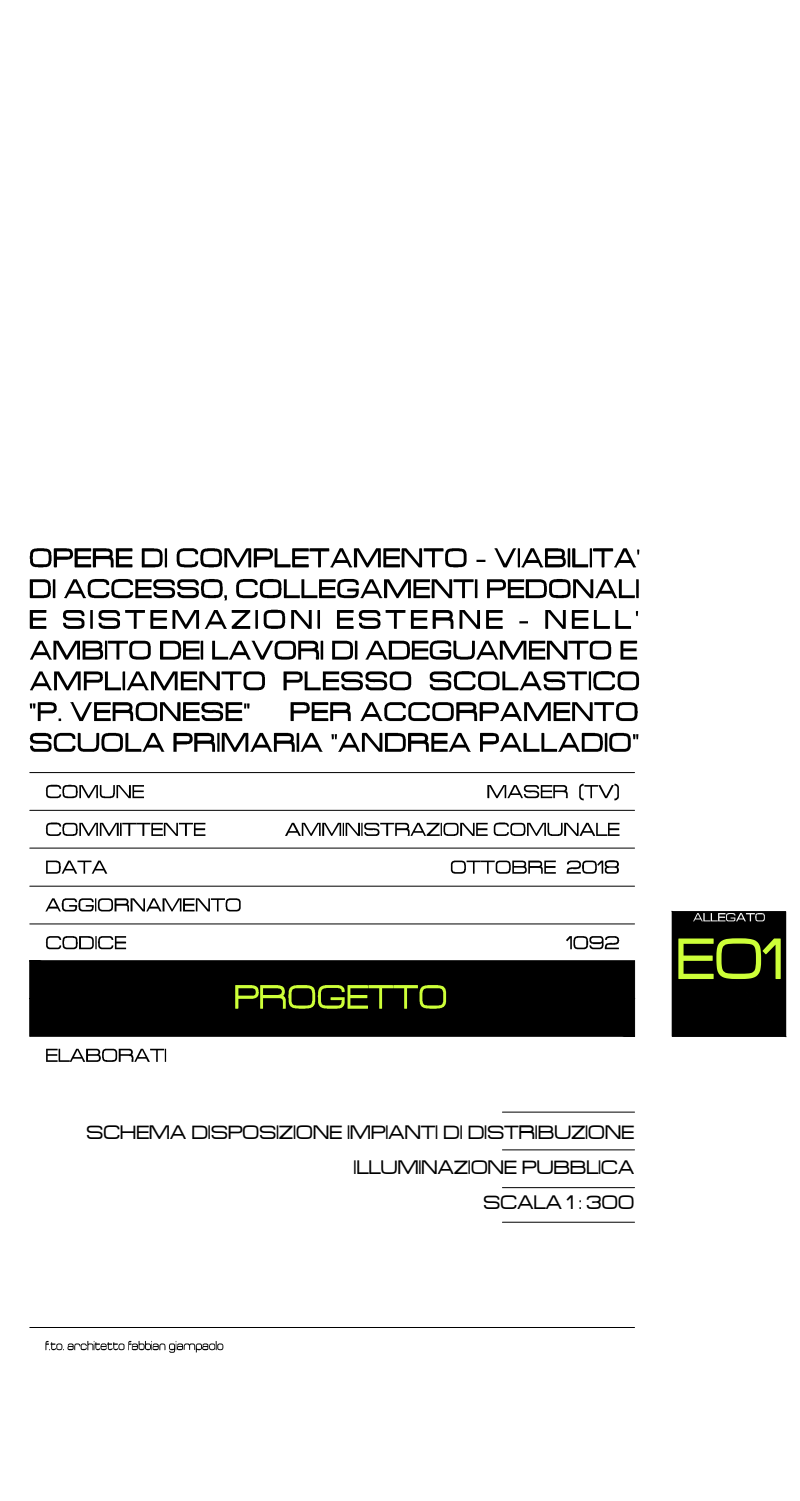 OPERE DI COMPLETAMENTO - VIABILITA'
DI ACCESSO, COLLEGAMENTI PEDONALI
E SISTEMAZIONI ESTERNE - NELL'
AMBITO DEI LAVORI DI ADEGUAMENTO E
AMPLIAMENTO PLESSO SCOLASTICO
"P. VERONESE" PER ACCORPAMENTO
SCUOLA PRIMARIA "ANDREA PALLADIO"
COMUNE MASER (TV)
COMMITTENTE AMMINISTRAZIONE COMUNALE
DATA OTTOBRE 2018
AGGIORNAMENTO
CODICE 1092
ALLEGATO
E01
PROGETTO
ELABORATI
SCHEMA DISPOSIZIONE IMPIANTI DI DISTRIBUZIONE
ILLUMINAZIONE PUBBLICA
SCALA 1 : 300
f.to. architetto fabbian giampaolo